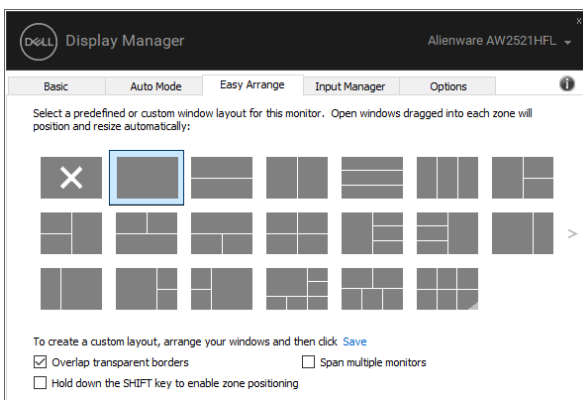 DELL Display Manager
Alienware AW2521HFL
Basic
Auto Mode
Easy Arrange
Input Manager
Options
Select a predefined or custom window layout for this monitor. Open windows dragged into each zone will
position and resize automatically:
To create a custom layout, arrange your windows and then click Save
Overlap transparent borders
Span multiple monitors
Hold down the SHIFT key to enable zone positioning